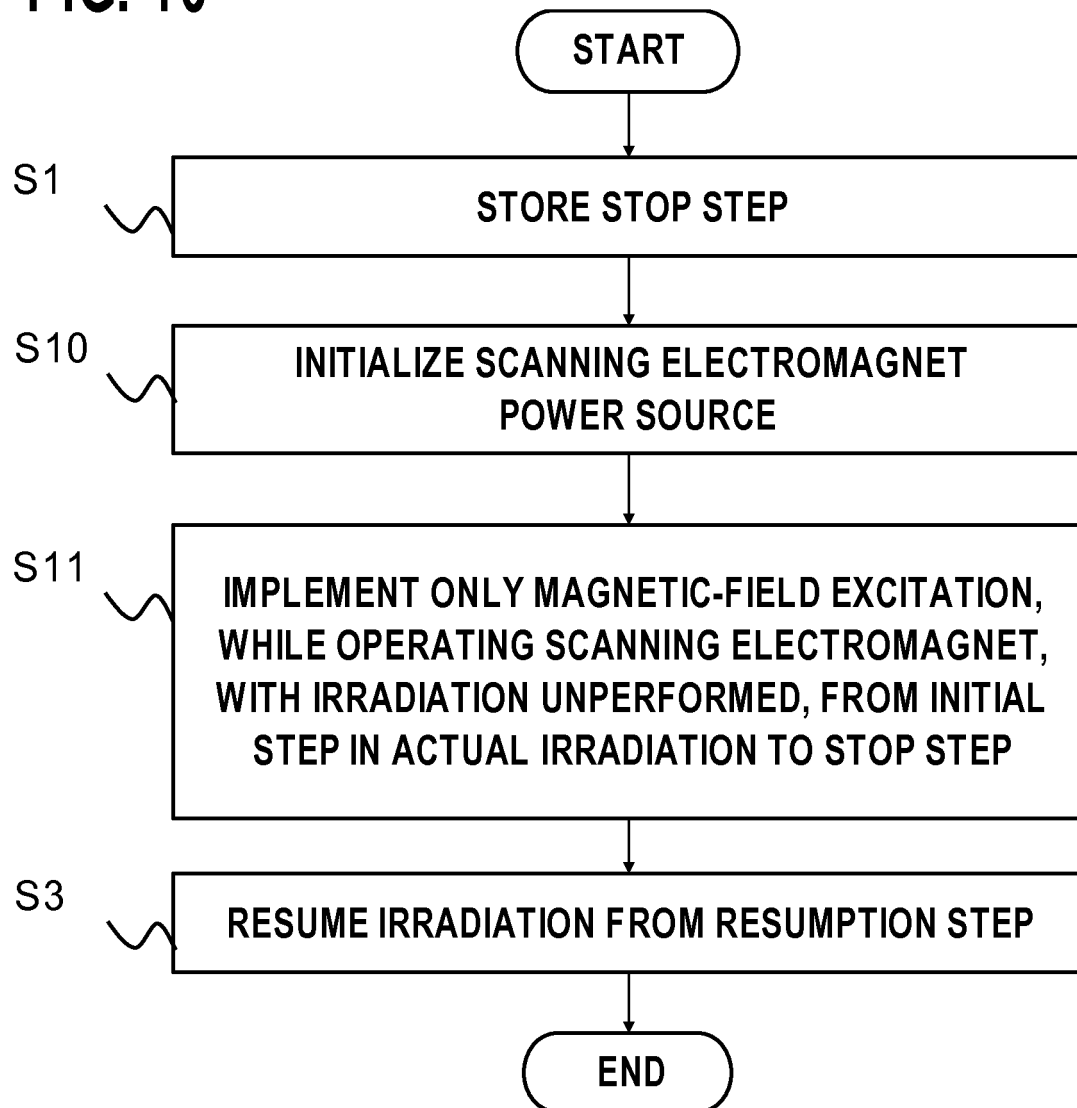 FIG. 10
START
S1
STORE STOP STEP
S10
INITIALIZE SCANNING ELECTROMAGNET
POWER SOURCE
S11
IMPLEMENT ONLY MAGNETIC-FIELD EXCITATION,
WHILE OPERATING SCANNING ELECTROMAGNET,
WITH IRRADIATION UNPERFORMED, FROM INITIAL
STEP IN ACTUAL IRRADIATION TO STOP STEP
S3
RESUME IRRADIATION FROM RESUMPTION STEP
END